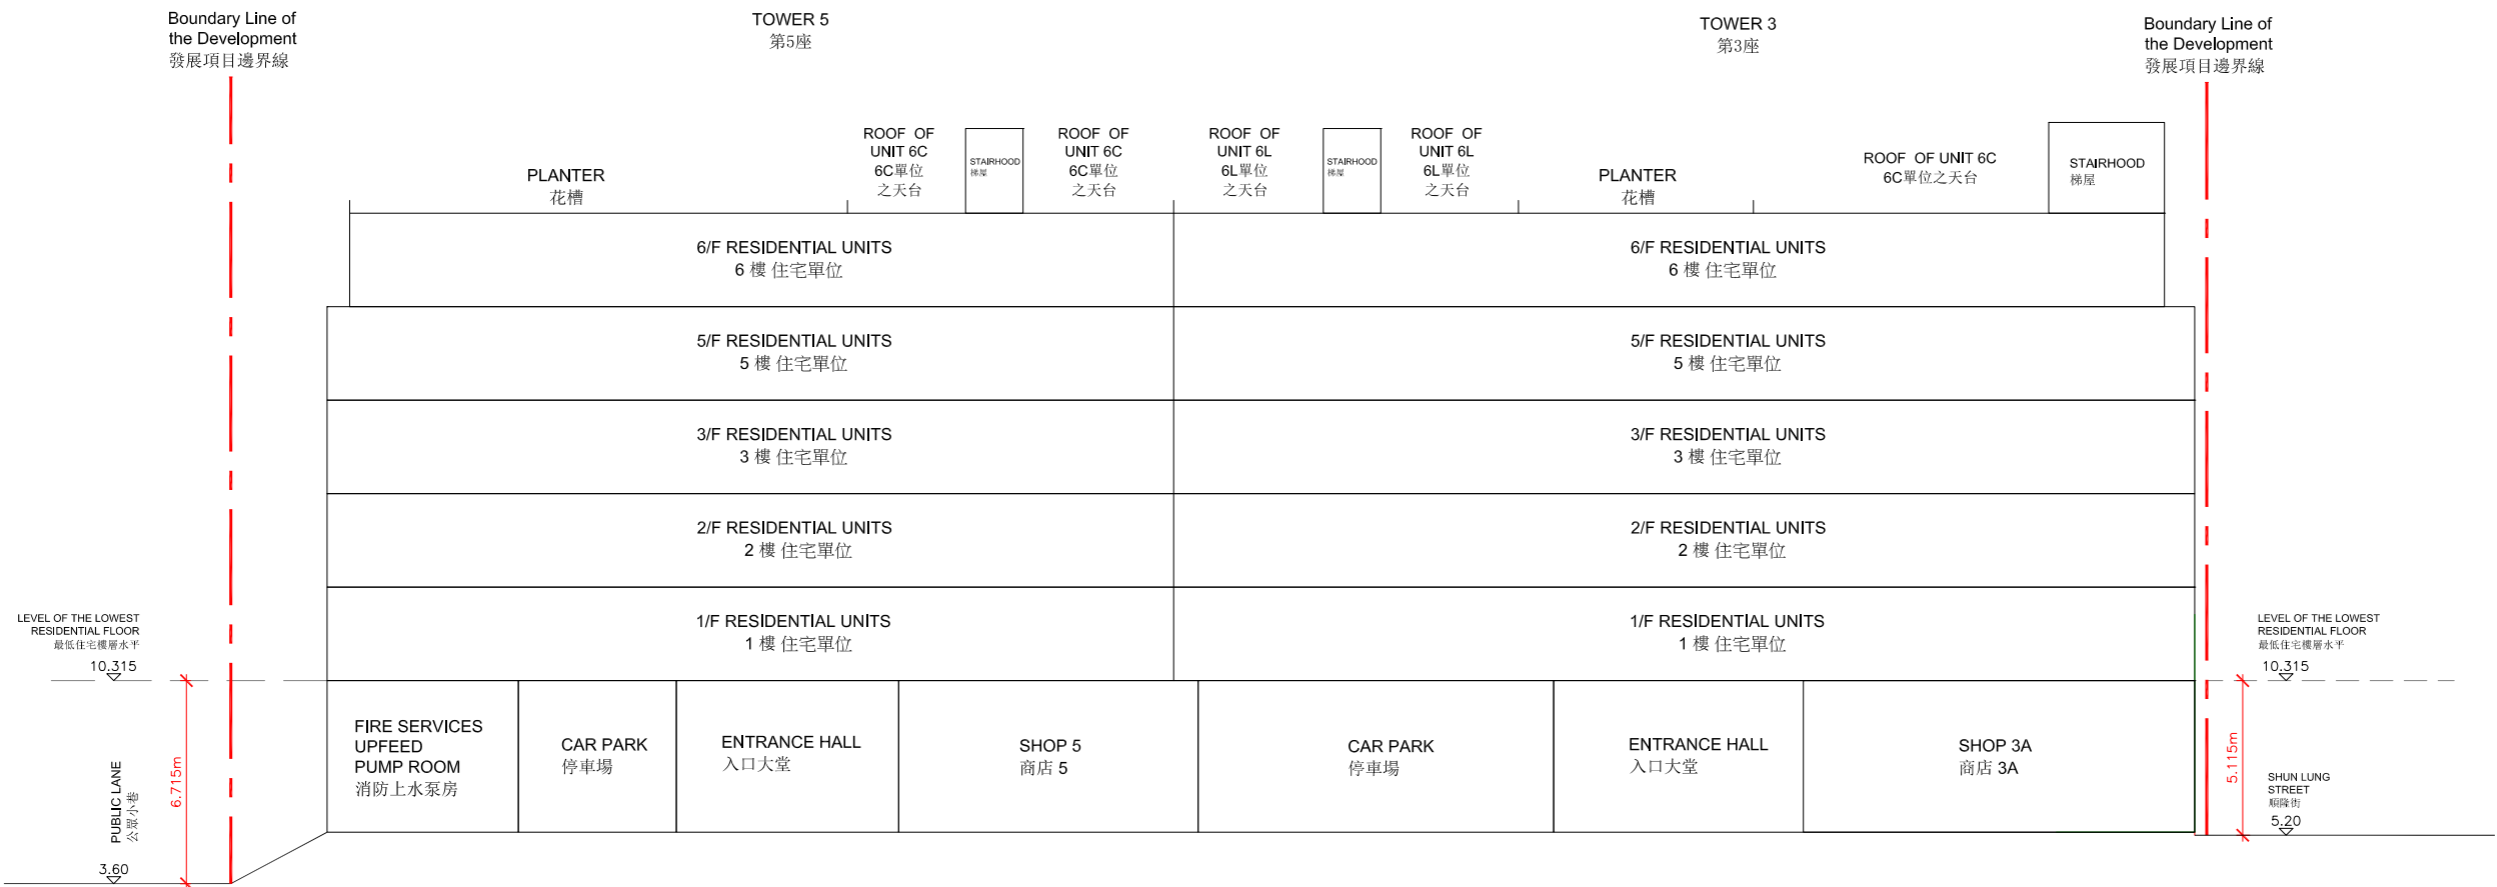 Boundary Line of
the Development
發展項目邊界線
TOWER 5
第5座
TOWER 3
第3座
Boundary Line of
the Development
發展項目邊界線
PLANTER
花槽
ROOF OF
UNIT 6C
6C單位
之天台
STAIRHOOD
梯屋
ROOF OF
UNIT 6C
6C單位
之天台
ROOF OF
UNIT 6L
6L單位
之天台
STAIRHOOD
梯屋
ROOF OF
UNIT 6L
6L單位
之天台
PLANTER
花槽
ROOF OF UNIT 6C
6C單位之天台
STAIRHOOD
梯屋
6/F RESIDENTIAL UNITS
6 樓 住宅單位
6/F RESIDENTIAL UNITS
6 樓 住宅單位
5/F RESIDENTIAL UNITS
5 樓 住宅單位
5/F RESIDENTIAL UNITS
5 樓 住宅單位
3/F RESIDENTIAL UNITS
3 樓 住宅單位
3/F RESIDENTIAL UNITS
3 樓 住宅單位
2/F RESIDENTIAL UNITS
2 樓 住宅單位
2/F RESIDENTIAL UNITS
2 樓 住宅單位
1/F RESIDENTIAL UNITS
1 樓 住宅單位
1/F RESIDENTIAL UNITS
1 樓 住宅單位
LEVEL OF THE LOWEST
RESIDENTIAL FLOOR
最低住宅樓層水平
10.315
LEVEL OF THE LOWEST
RESIDENTIAL FLOOR
最低住宅樓層水平
10.315
PUBLIC LANE
公眾小巷
6.715m
3.60
FIRE SERVICES
UPFEED
PUMP ROOM
消防上水泵房
CAR PARK
停車場
ENTRANCE HALL
入口大堂
SHOP 5
商店 5
CAR PARK
停車場
ENTRANCE HALL
入口大堂
SHOP 3A
商店 3A
5.115m
SHUN LUNG
STREET
順隆街
5.20